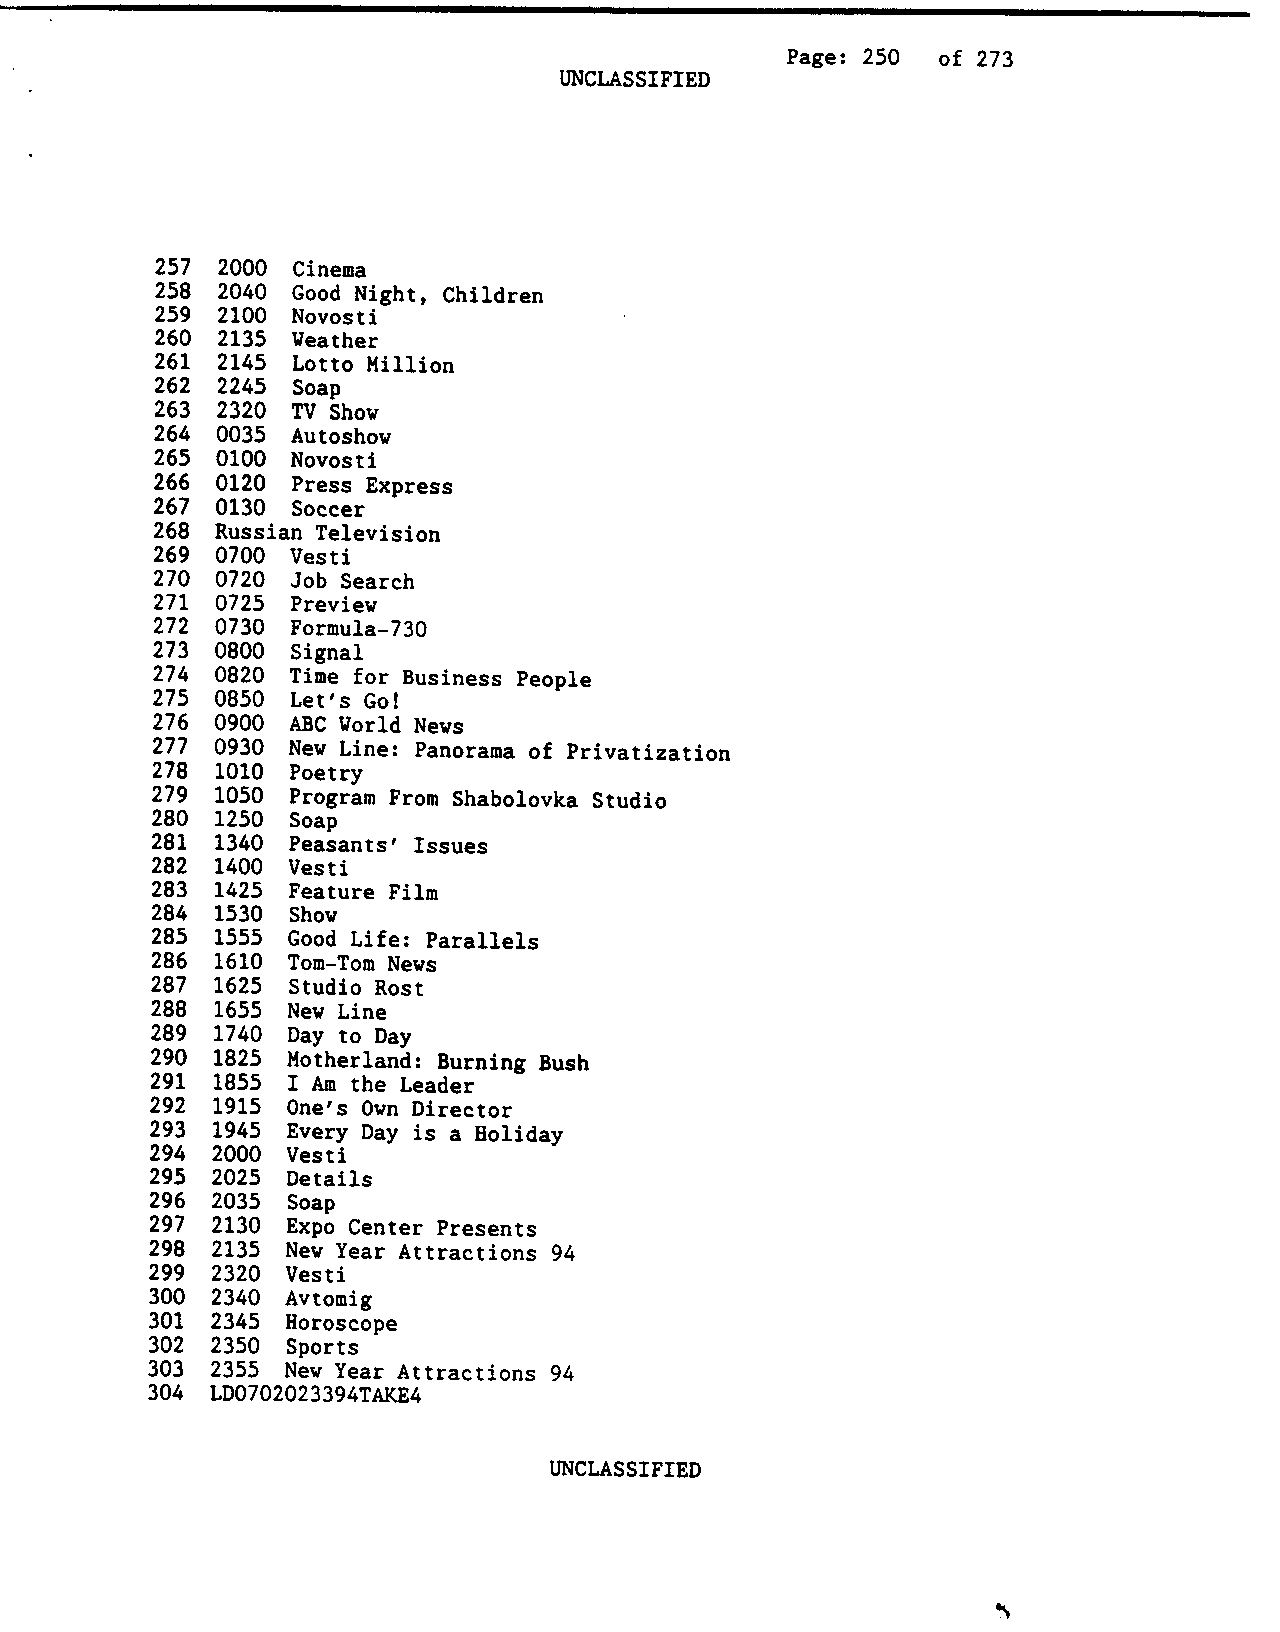 Page: 250 of 273
UNCLASSIFIED
257 2000 Cinema
258 2040 Good Night, Children
259 2100 Novosti
260 2135 Weather
261 2145 Lotto Million
262 2245 Soap
263 2320 TV Show
264 0035 Autoshow
265 0100 Novosti
266 0120 Press Express
267 0130 Soccer
268 Russian Television
269 0700 Vesti
270 0720 Job Search
271 0725 Preview
272 0730 Formula-730
273 0800 Signal
274 0820 Time for Business People
275 0850 Let's Go!
276 0900 ABC World News
277 0930 New Line: Panorama of Privatization
278 1010 Poetry
279 1050 Program From Shabolovka Studio
280 1250 Soap
281 1340 Peasants' Issues
282 1400 Vesti
283 1425 Feature Film
284 1530 Show
285 1555 Good Life: Parallels
286 1610 Tom-Tom News
287 1625 Studio Rost
288 1655 New Line
289 1740 Day to Day
290 1825 Motherland: Burning Bush
291 1855 I Am the Leader
292 1915 One's Own Director
293 1945 Every Day is a Holiday
294 2000 Vesti
295 2025 Details
296 2035 Soap
297 2130 Expo Center Presents
298 2135 New Year Attractions 94
299 2320 Vesti
300 2340 Avtomig
301 2345 Horoscope
302 2350 Sports
303 2355 New Year Attractions 94
304 LD0702023394TAKE4
UNCLASSIFIED